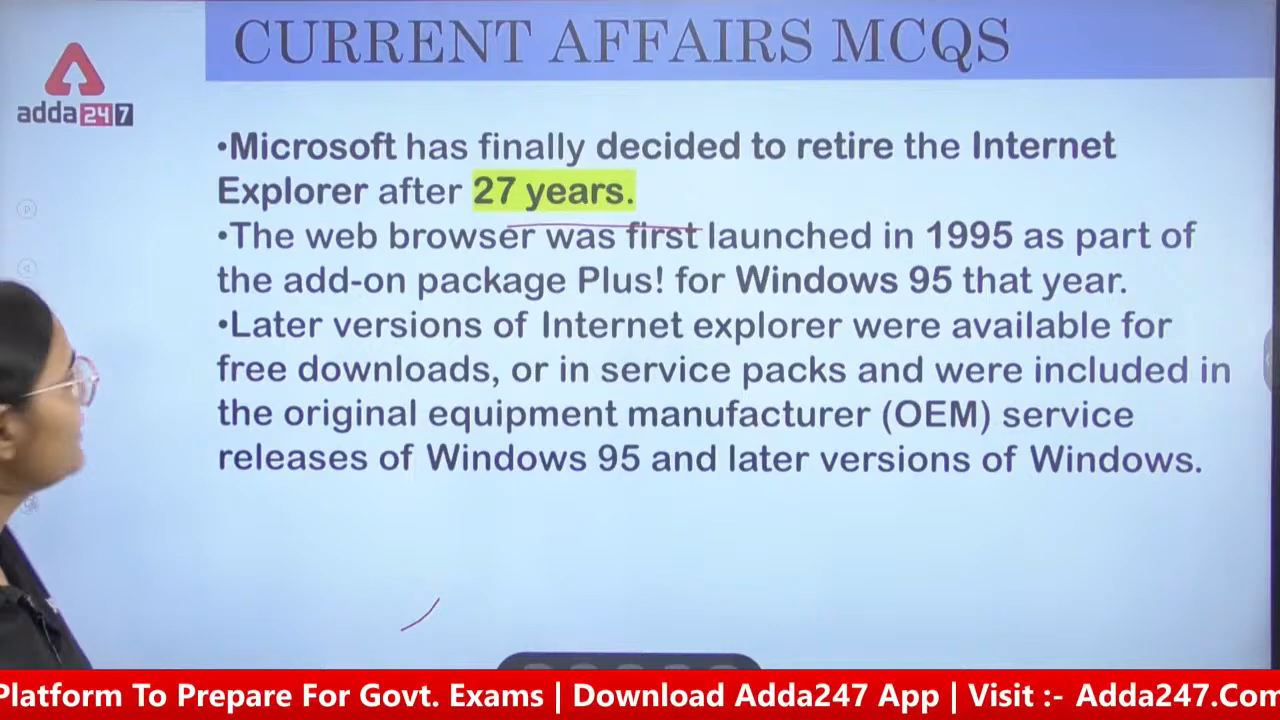 CURRENT AFFAIRS MCQS
adda247
•Microsoft has finally decided to retire the Internet
Explorer after 27 years.
•The web browser was first launched in 1995 as part of
the add-on package Plus! for Windows 95 that year.
•Later versions of Internet explorer were available for
free downloads, or in service packs and were included in
the original equipment manufacturer (OEM) service
releases of Windows 95 and later versions of Windows.
Platform To Prepare For Govt. Exams | Download Adda247 App | Visit :- Adda247.Com